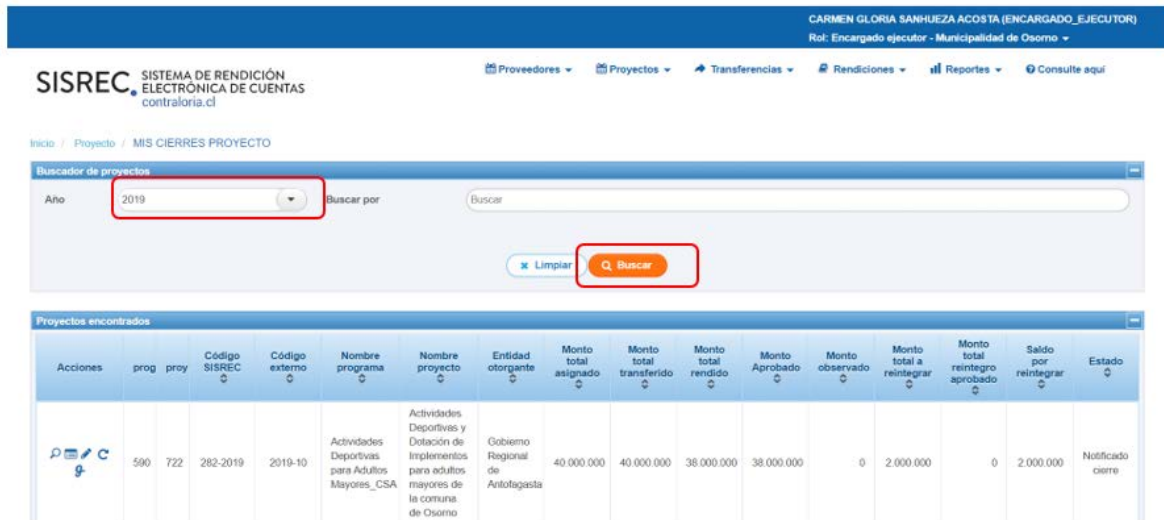 CARMEN GLORIA SANHUEZA ACOSTA (ENCARGADO_EJECUTOR)
Rol: Encargado ejecutor - Municipalidad de Osorno
SISREC
SISTEMA DE RENDICIÓN
ELECTRÓNICA DE CUENTAS
contraloria.cl
Proveedores Proyectos Transferencias Rendiciones Reportes Consulte aquí
Inicio / Proyecto / MIS CIERRES PROYECTO
Buscador de proyectos
Año 2019 Buscar por Buscar
Limpiar Buscar
Proyectos encontrados
Acciones prog proy Código SISREC Código externo Nombre programa Nombre proyecto Entidad otorgante Monto total asignado Monto total transferido Monto total rendido Monto Aprobado Monto observado Monto total a reintegrar Monto total reintegro aprobado Saldo por reintegrar Estado
590 722 282-2019 2019-10 Actividades Deportivas para Adultos Mayores_CSA Actividades Deportivas y Dotación de Implementos para adultos mayores de la comuna de Osorno Gobierno Regional de Antofagasta 40.000.000 40.000.000 38.000.000 38.000.000 0 2.000.000 0 2.000.000 Notificado cierre